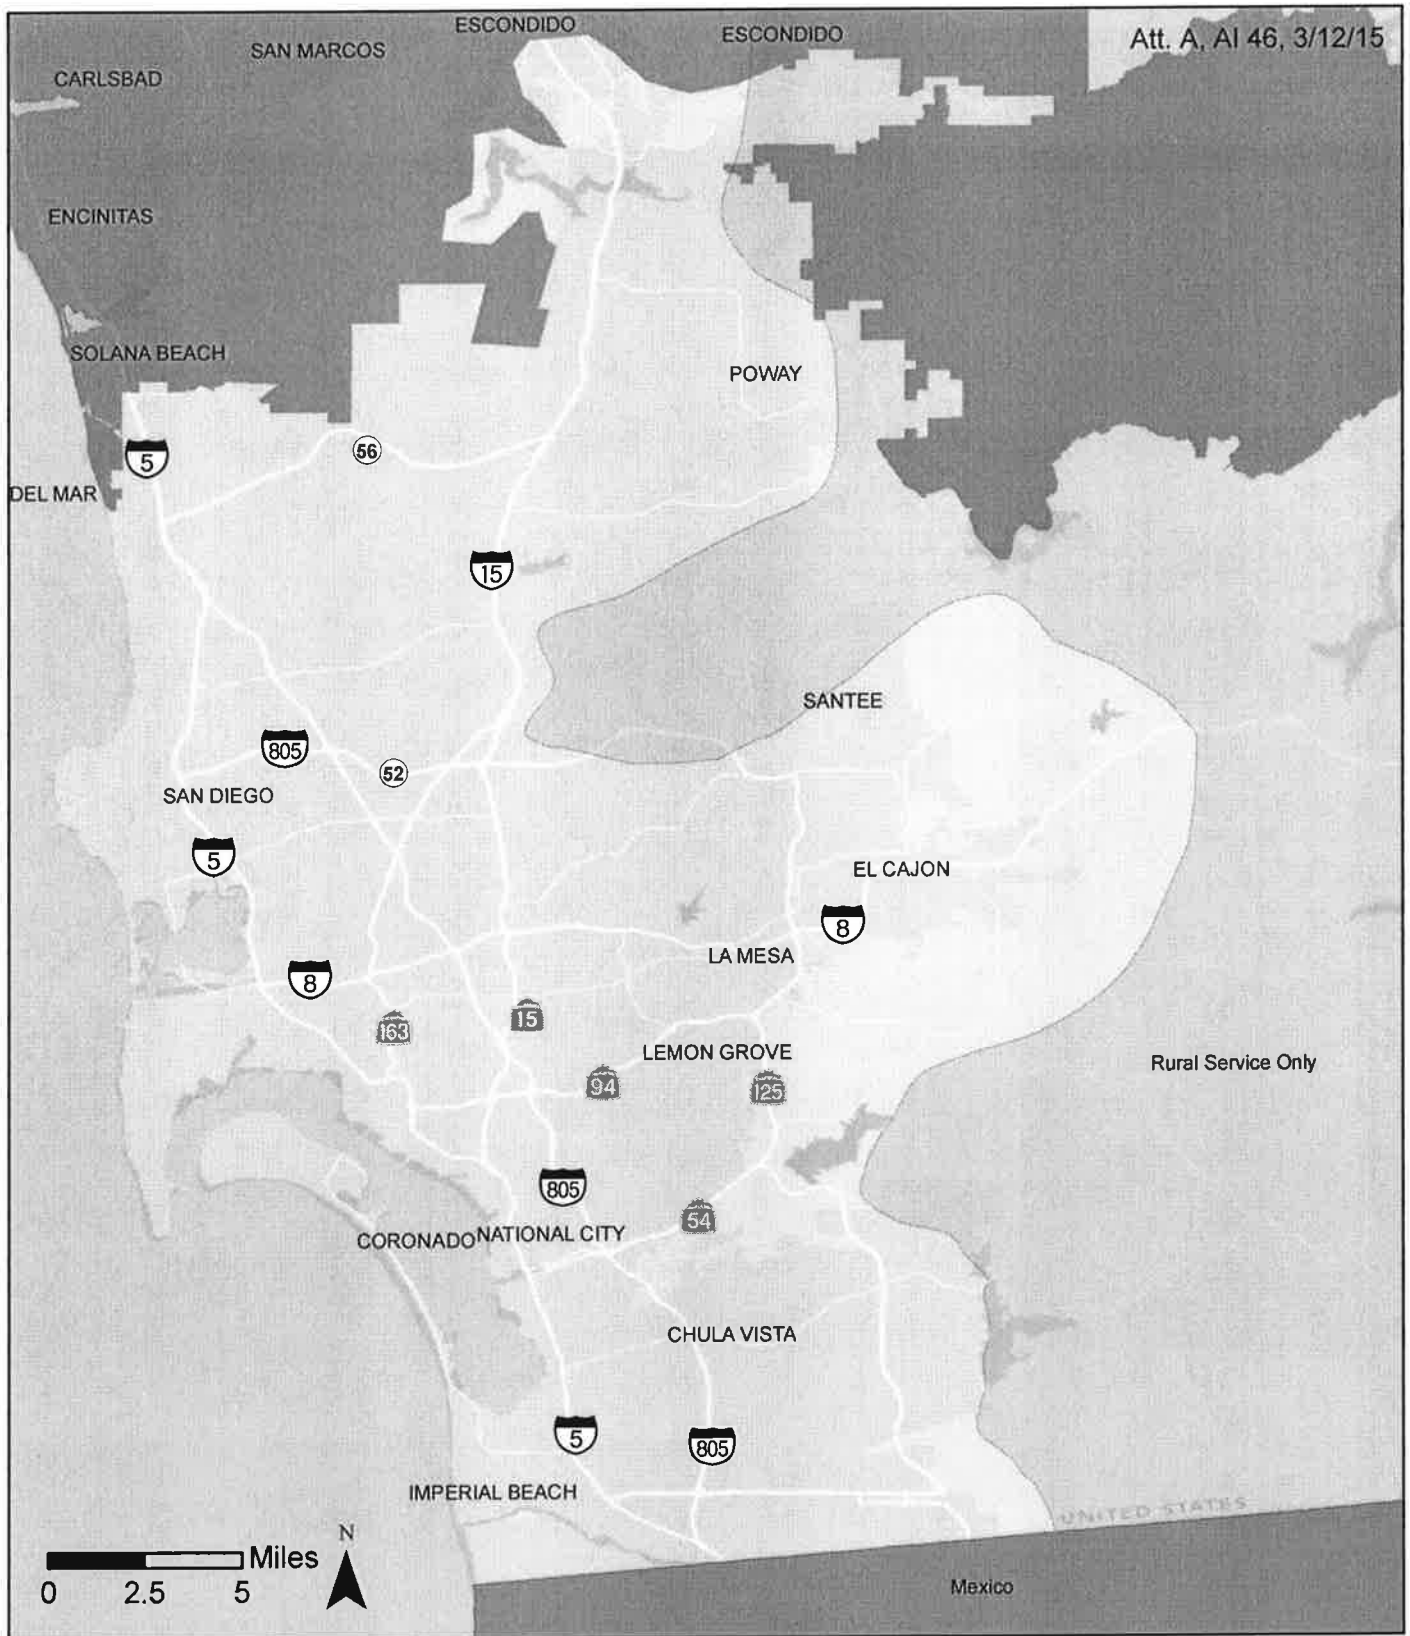 ESCONDIDO
ESCONDIDO
Att. A, AI 46, 3/12/15
SAN MARCOS
CARLSBAD
ENCINITAS
SOLANA BEACH
POWAY
56
5
DEL MAR
15
SANTEE
805
52
SAN DIEGO
5
EL CAJON
8
LA MESA
8
163
15
LEMON GROVE
Rural Service Only
94
125
805
54
CORONADO
NATIONAL CITY
CHULA VISTA
5
805
IMPERIAL BEACH
UNITED STATES
N
Miles
0 2.5 5
Mexico